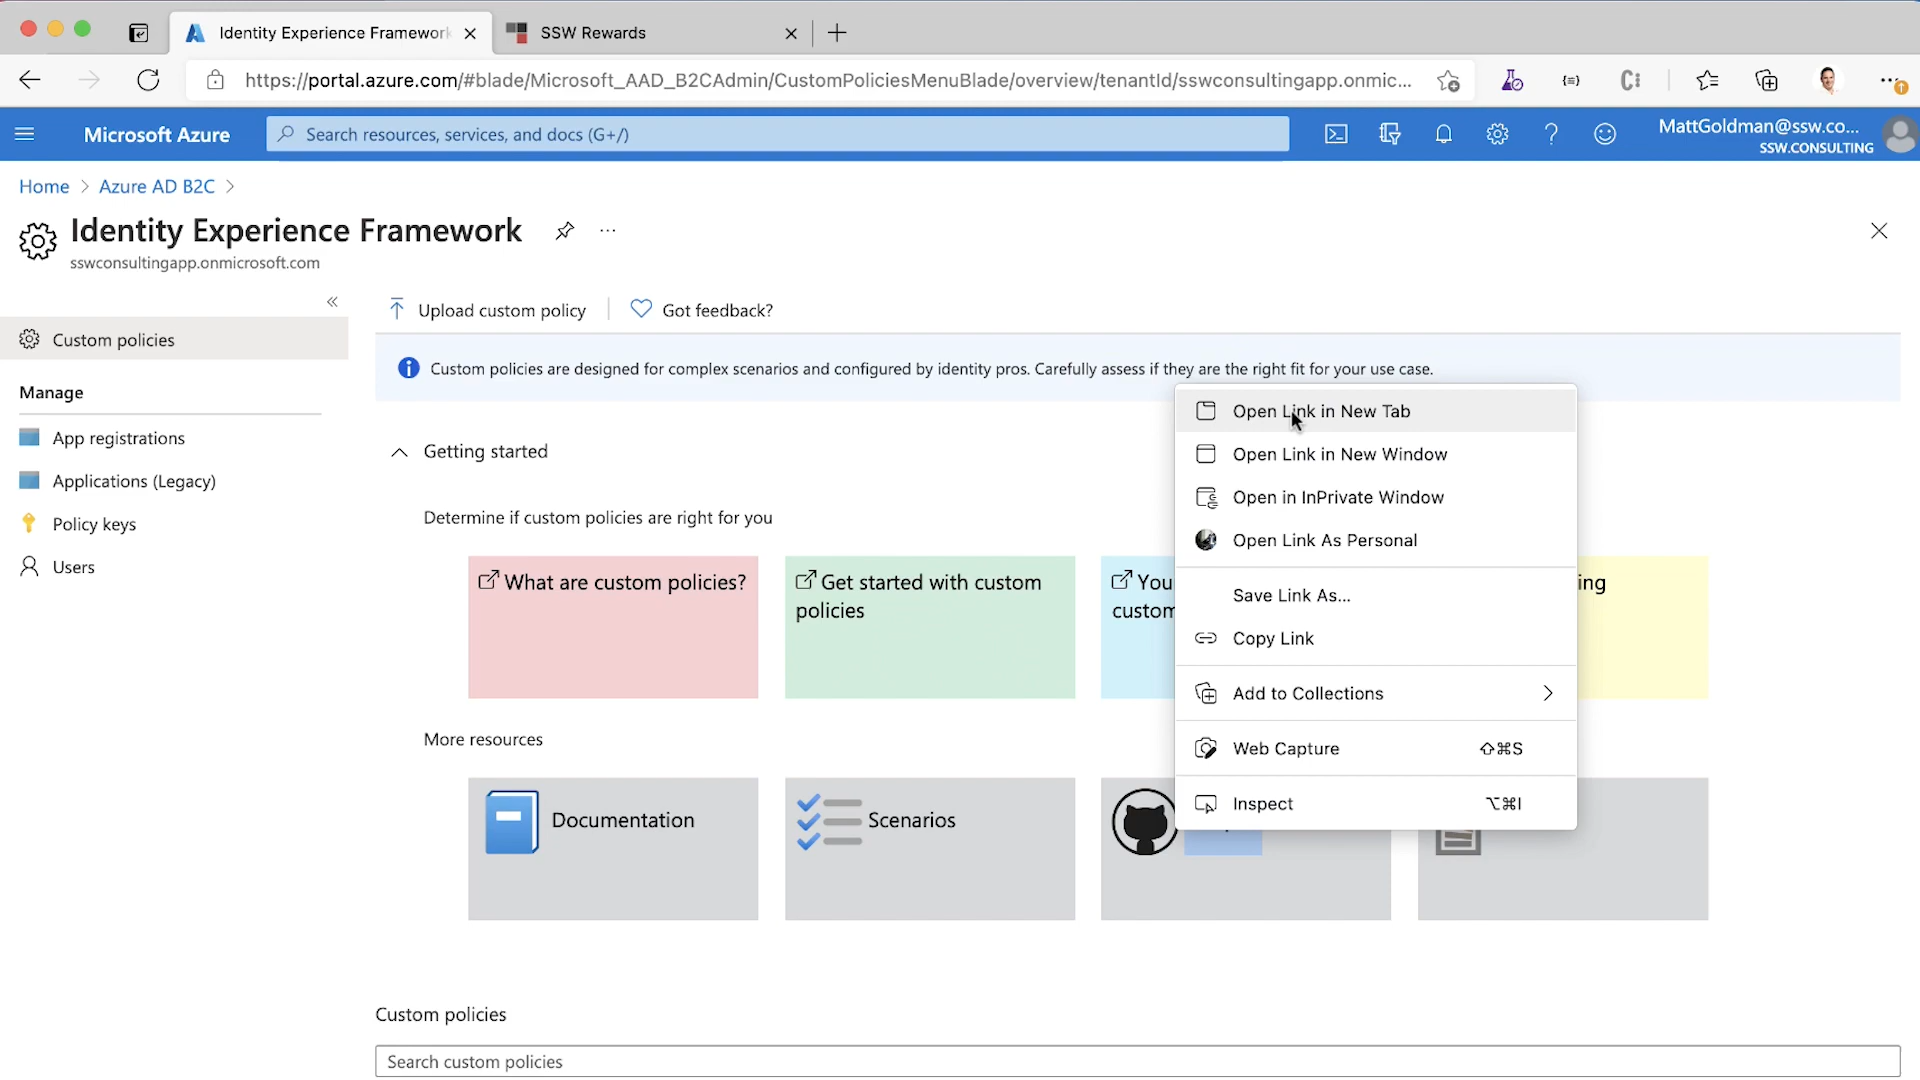 Identity Experience Framework
SSW Rewards
https://portal.azure.com/#blade/Microsoft_AAD_B2CAdmin/CustomPoliciesMenuBlade/overview/tenantId/sswconsultingapp.onmic...
Microsoft Azure
Search resources, services, and docs (G+/)
MattGoldman@ssw.co...
SSW.CONSULTING
Home > Azure AD B2C >
Identity Experience Framework
sswconsultingapp.onmicrosoft.com
Custom policies
Manage
App registrations
Applications (Legacy)
Policy keys
Users
Upload custom policy
Got feedback?
Custom policies are designed for complex scenarios and configured by identity pros. Carefully assess if they are the right fit for your use case.
Getting started
Determine if custom policies are right for you
What are custom policies?
Get started with custom
policies
You
custom
ing
More resources
Documentation
Scenarios
Open Link in New Tab
Open Link in New Window
Open in InPrivate Window
Open Link As Personal
Save Link As...
Copy Link
Add to Collections
Web Capture ⇧⌘S
Inspect ⌥⌘I
Custom policies
Search custom policies